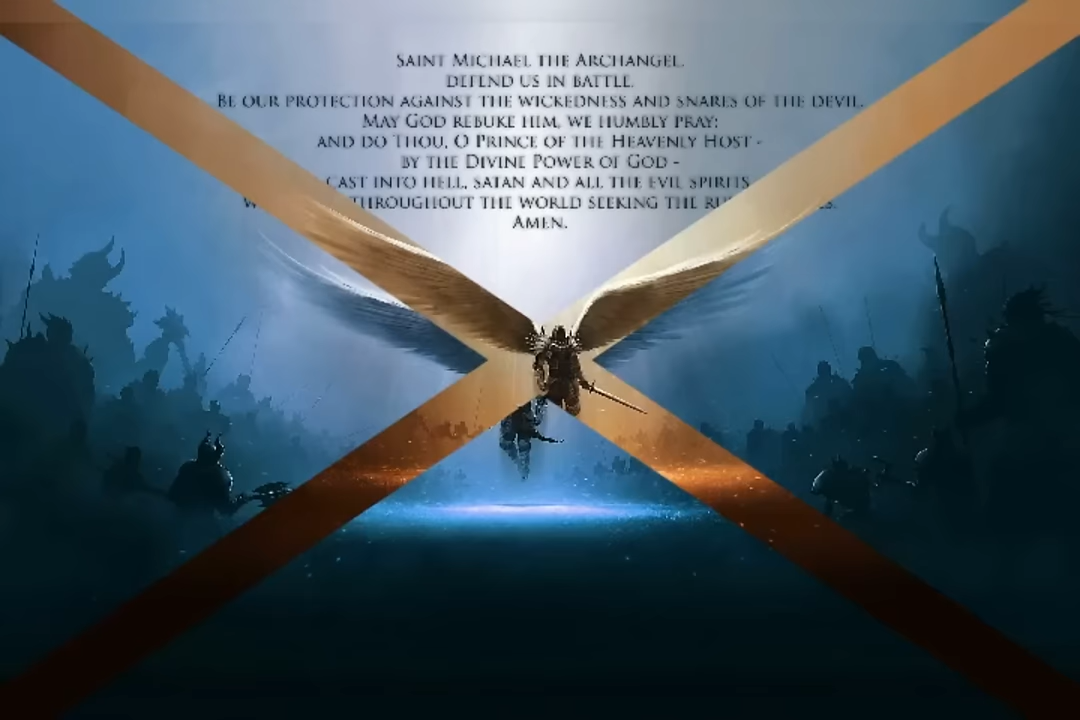 SAINT MICHAEL THE ARCHANGEL,
DEFEND US IN BATTLE.
BE OUR PROTECTION AGAINST THE WICKEDNESS AND SNARES OF THE DEVIL.
MAY GOD REBUKE HIM, WE HUMBLY PRAY;
AND DO THOU, O PRINCE OF THE HEAVENLY HOST -
BY THE DIVINE POWER OF GOD -
CAST INTO HELL, SATAN AND ALL THE EVIL SPIRITS
THROUGHOUT THE WORLD SEEKING THE
AMEN.